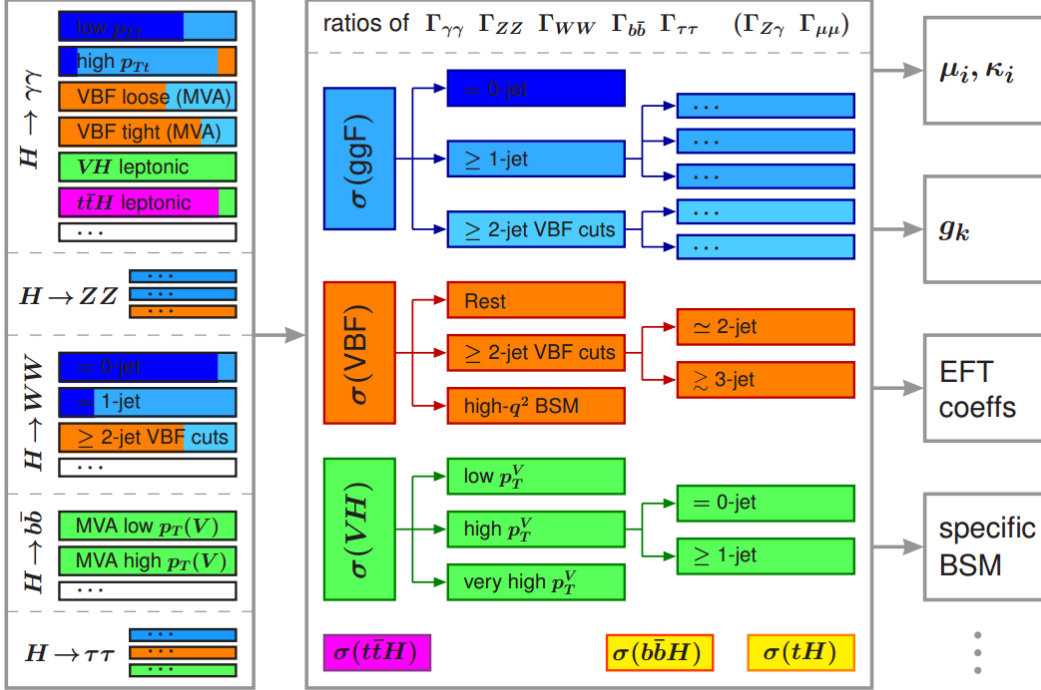 H → γγ
low p_Tt
high p_Tt
VBF loose (MVA)
VBF tight (MVA)
VH leptonic
tt̄H leptonic
...
H → ZZ
...
...
...
H → WW
= 0-jet
= 1-jet
≥ 2-jet VBF cuts
...
H → bb̄
MVA low p_T(V)
MVA high p_T(V)
...
H → ττ
...
...
...
ratios of Γ_γγ Γ_ZZ Γ_WW Γ_bb̄ Γ_ττ (Γ_Zγ Γ_μμ)
σ(ggF)
= 0-jet
≥ 1-jet
≥ 2-jet VBF cuts
...
...
...
...
...
σ(VBF)
Rest
≥ 2-jet VBF cuts
high-q² BSM
≃ 2-jet
≳ 3-jet
σ(VH)
low p_T^V
high p_T^V
very high p_T^V
= 0-jet
≥ 1-jet
σ(tt̄H)
σ(bb̄H)
σ(tH)
μ_i, κ_i
g_k
EFT
coeffs
specific
BSM
⋮